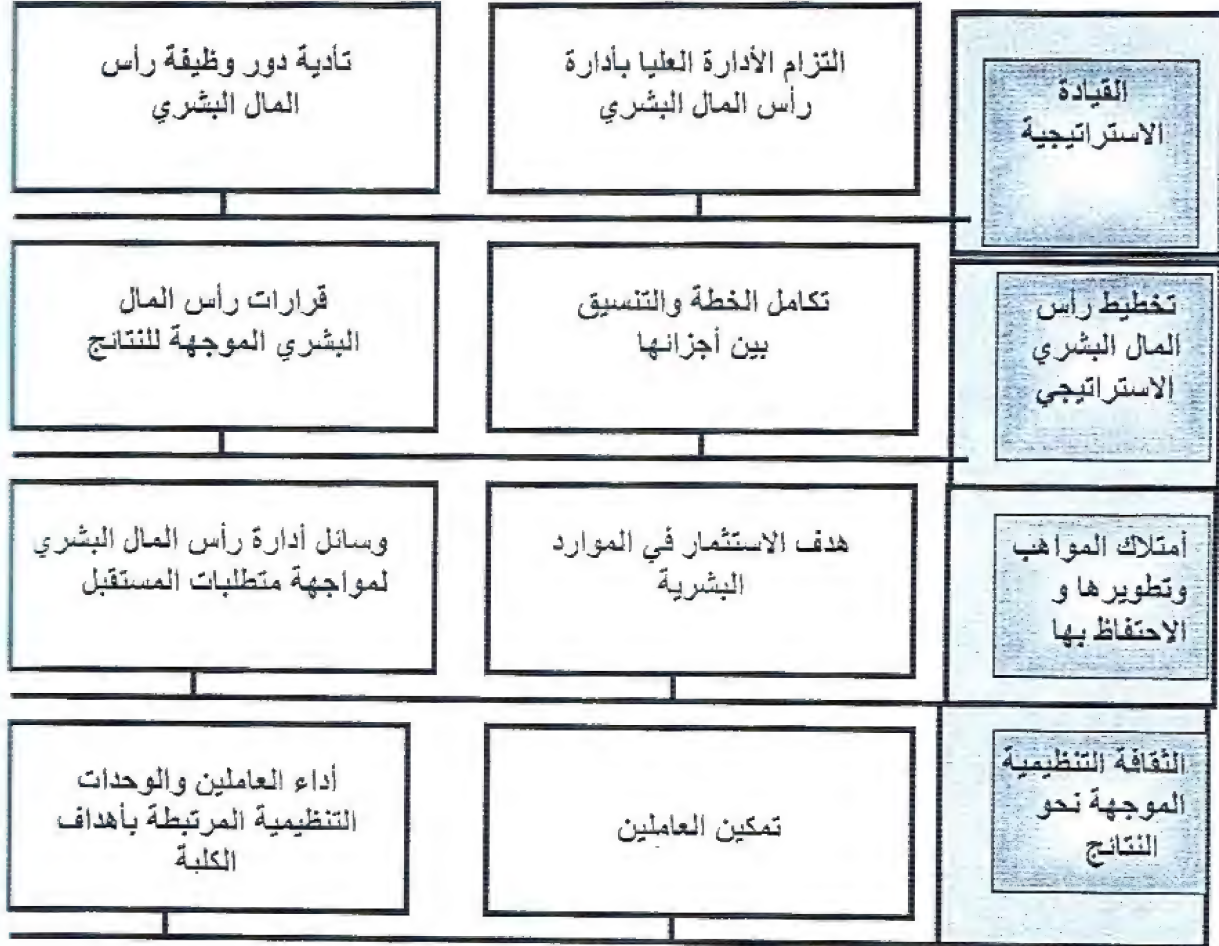 القيادة
الاستراتيجية
التزام الأدارة العليا بأدارة
رأس المال البشري
تأدية دور وظيفة رأس
المال البشري
تخطيط رأس
المال البشري
الاستراتيجي
تكامل الخطة والتنسيق
بين أجزائها
قرارات رأس المال
البشري الموجهة للنتائج
أمتلاك المواهب
وتطويرها و
الاحتفاظ بها
هدف الاستثمار في الموارد
البشرية
وسائل أدارة رأس المال البشري
لمواجهة متطلبات المستقبل
الثقافة التنظيمية
الموجهة نحو
النتائج
تمكين العاملين
أداء العاملين والوحدات
التنظيمية المرتبطة بأهداف
الكلية